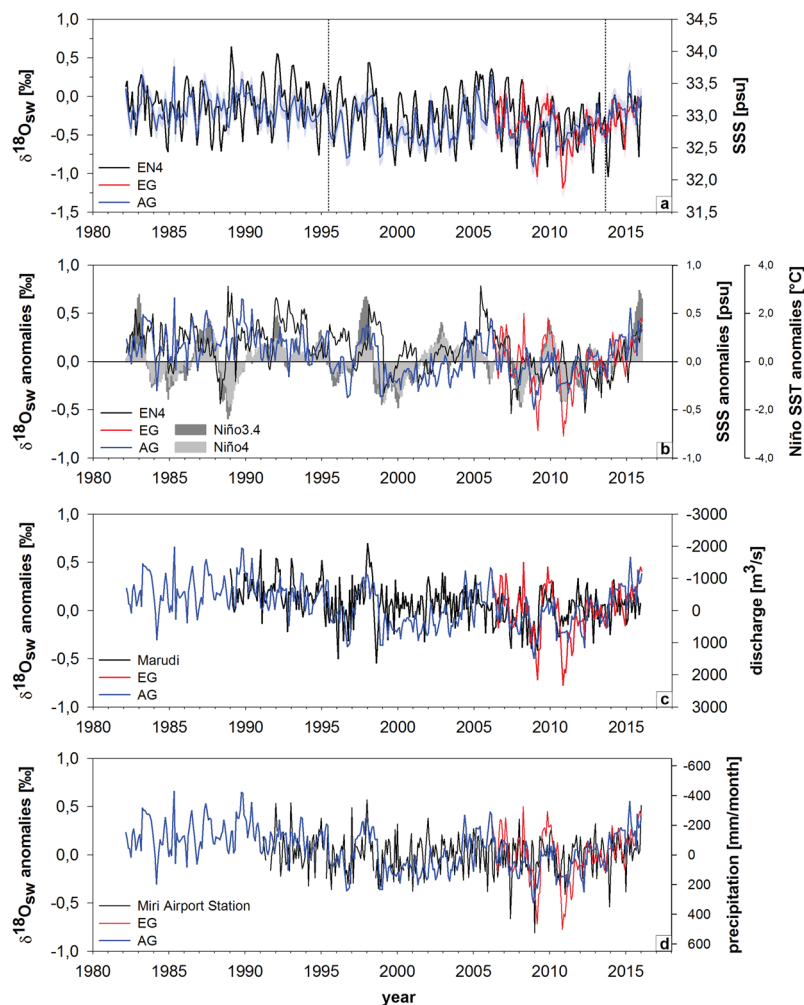 1,0
0,5
0,0
-0,5
-1,0
-1,5
δ18Osw [‰]
34,5
34,0
33,5
33,0
32,5
32,0
31,5
SSS [psu]
EN4
EG
AG
a
1980 1985 1990 1995 2000 2005 2010 2015
1,0
0,5
0,0
-0,5
-1,0
δ18Osw anomalies [‰]
1,0
0,5
0,0
-0,5
-1,0
SSS anomalies [psu]
4,0
2,0
0,0
-2,0
-4,0
Niño SST anomalies [°C]
EN4
EG Niño3.4
AG Niño4
b
1980 1985 1990 1995 2000 2005 2010 2015
1,0
0,5
0,0
-0,5
-1,0
δ18Osw anomalies [‰]
-3000
-2000
-1000
0
1000
2000
3000
discharge [m3/s]
Marudi
EG
AG
c
1980 1985 1990 1995 2000 2005 2010 2015
1,0
0,5
0,0
-0,5
-1,0
δ18Osw anomalies [‰]
-600
-400
-200
0
200
400
600
precipitation [mm/month]
Miri Airport Station
EG
AG
d
1980 1985 1990 1995 2000 2005 2010 2015
year